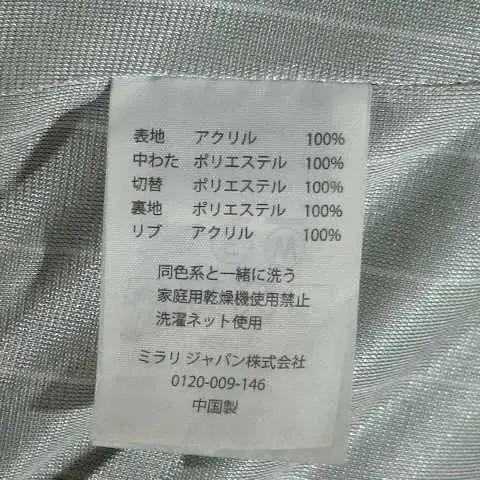 表地 アクリル 100%
中わた ポリエステル 100%
切替 ポリエステル 100%
裏地 ポリエステル 100%
リブ アクリル 100%
同色系と一緒に洗う
家庭用乾燥機使用禁止
洗濯ネット使用
ミラリ ジャパン株式会社
0120-009-146
中国製